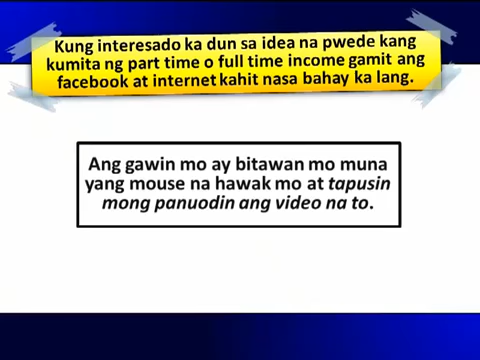 Kung interesado ka dun sa idea na pwede kang
kumita ng part time o full time income gamit ang
facebook at internet kahit nasa bahay ka lang.
Ang gawin mo ay bitawan mo muna
yang mouse na hawak mo at tapusin
mong panuodin ang video na to.